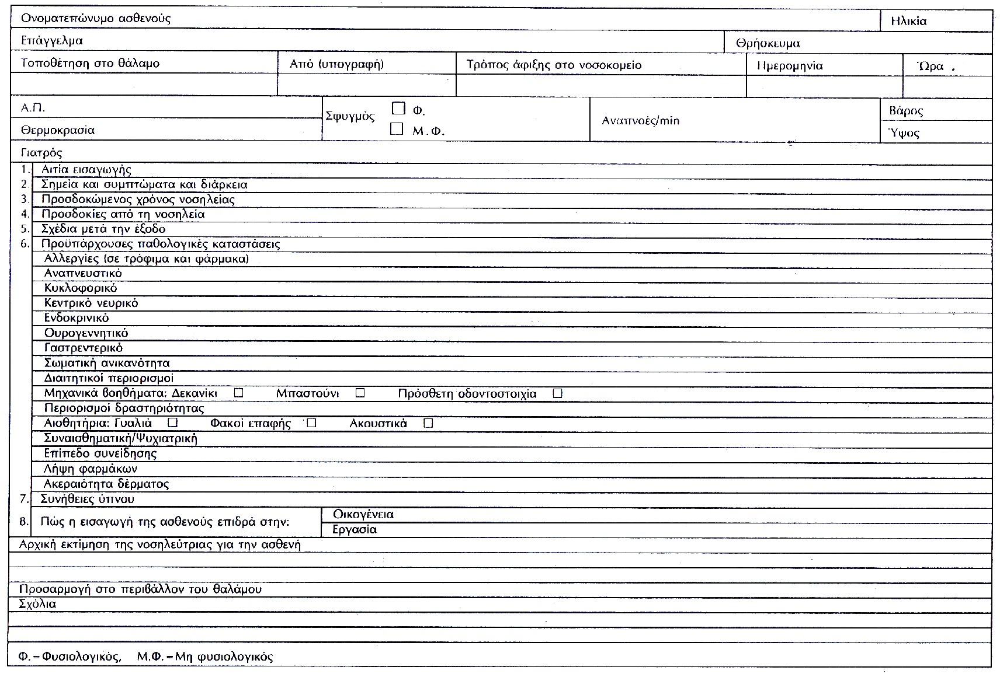 Ονοματεπώνυμο ασθενούς Ηλικία
Επάγγελμα Θρήσκευμα
Τοποθέτηση στο θάλαμο Από (υπογραφή) Τρόπος άφιξης στο νοσοκομείο Ημερομηνία Ώρα .
Α.Π. Σφυγμός ☐ Φ. Αναπνοές/min Βάρος
Θερμοκρασία ☐ Μ.Φ. Ύψος
Γιατρός
1. Αιτία εισαγωγής
2. Σημεία και συμπτώματα και διάρκεια
3. Προσδοκώμενος χρόνος νοσηλείας
4. Προσδοκίες από τη νοσηλεία
5. Σχέδια μετά την έξοδο
6. Προϋπάρχουσες παθολογικές καταστάσεις
Αλλεργίες (σε τρόφιμα και φάρμακα)
Αναπνευστικό
Κυκλοφορικό
Κεντρικό νευρικό
Ενδοκρινικό
Ουρογεννητικό
Γαστρεντερικό
Σωματική ανικανότητα
Διαιτητικοί περιορισμοί
Μηχανικά βοηθήματα: Δεκανίκι ☐ Μπαστούνι ☐ Πρόσθετη οδοντοστοιχία ☐
Περιορισμοί δραστηριότητας
Αισθητήρια: Γυαλιά ☐ Φακοί επαφής ☐ Ακουστικά ☐
Συναισθηματική/Ψυχιατρική
Επίπεδο συνείδησης
Λήψη φαρμάκων
Ακεραιότητα δέρματος
7. Συνήθειες ύπνου
8. Πώς η εισαγωγή της ασθενούς επιδρά στην: Οικογένεια
Εργασία
Αρχική εκτίμηση της νοσηλεύτριας για την ασθενή
Προσαρμογή στο περιβάλλον του θαλάμου
Σχόλια
Φ.=Φυσιολογικός, Μ.Φ.=Μη φυσιολογικός